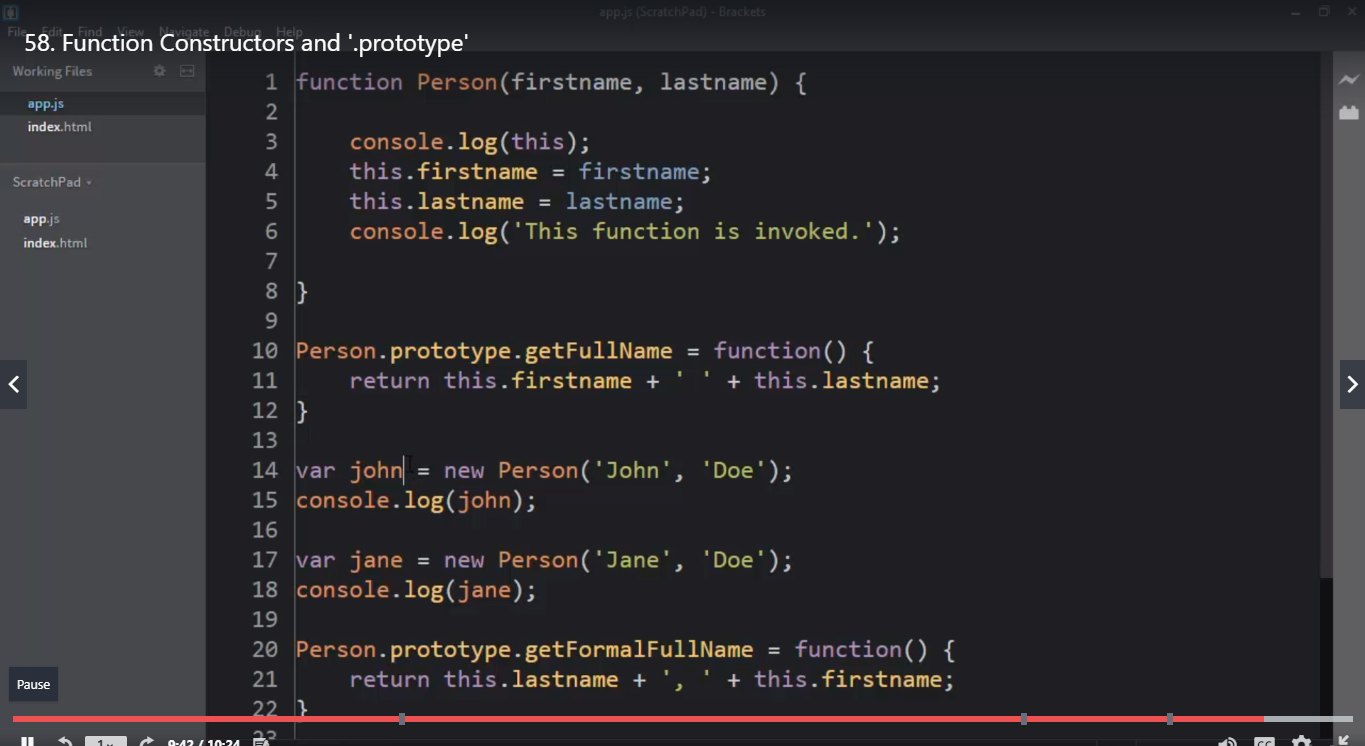 app.js (ScratchPad) - Brackets
File Edit Find View Navigate Debug Help
58. Function Constructors and '.prototype'
Working Files
app.js
index.html
ScratchPad
app.js
index.html
1 function Person(firstname, lastname) {
2
3 console.log(this);
4 this.firstname = firstname;
5 this.lastname = lastname;
6 console.log('This function is invoked.');
7
8 }
9
10 Person.prototype.getFullName = function() {
11 return this.firstname + ' ' + this.lastname;
12 }
13
14 var john = new Person('John', 'Doe');
15 console.log(john);
16
17 var jane = new Person('Jane', 'Doe');
18 console.log(jane);
19
20 Person.prototype.getFormalFullName = function() {
21 return this.lastname + ', ' + this.firstname;
22 }
23
Pause
1x 9:42 / 10:24 CC